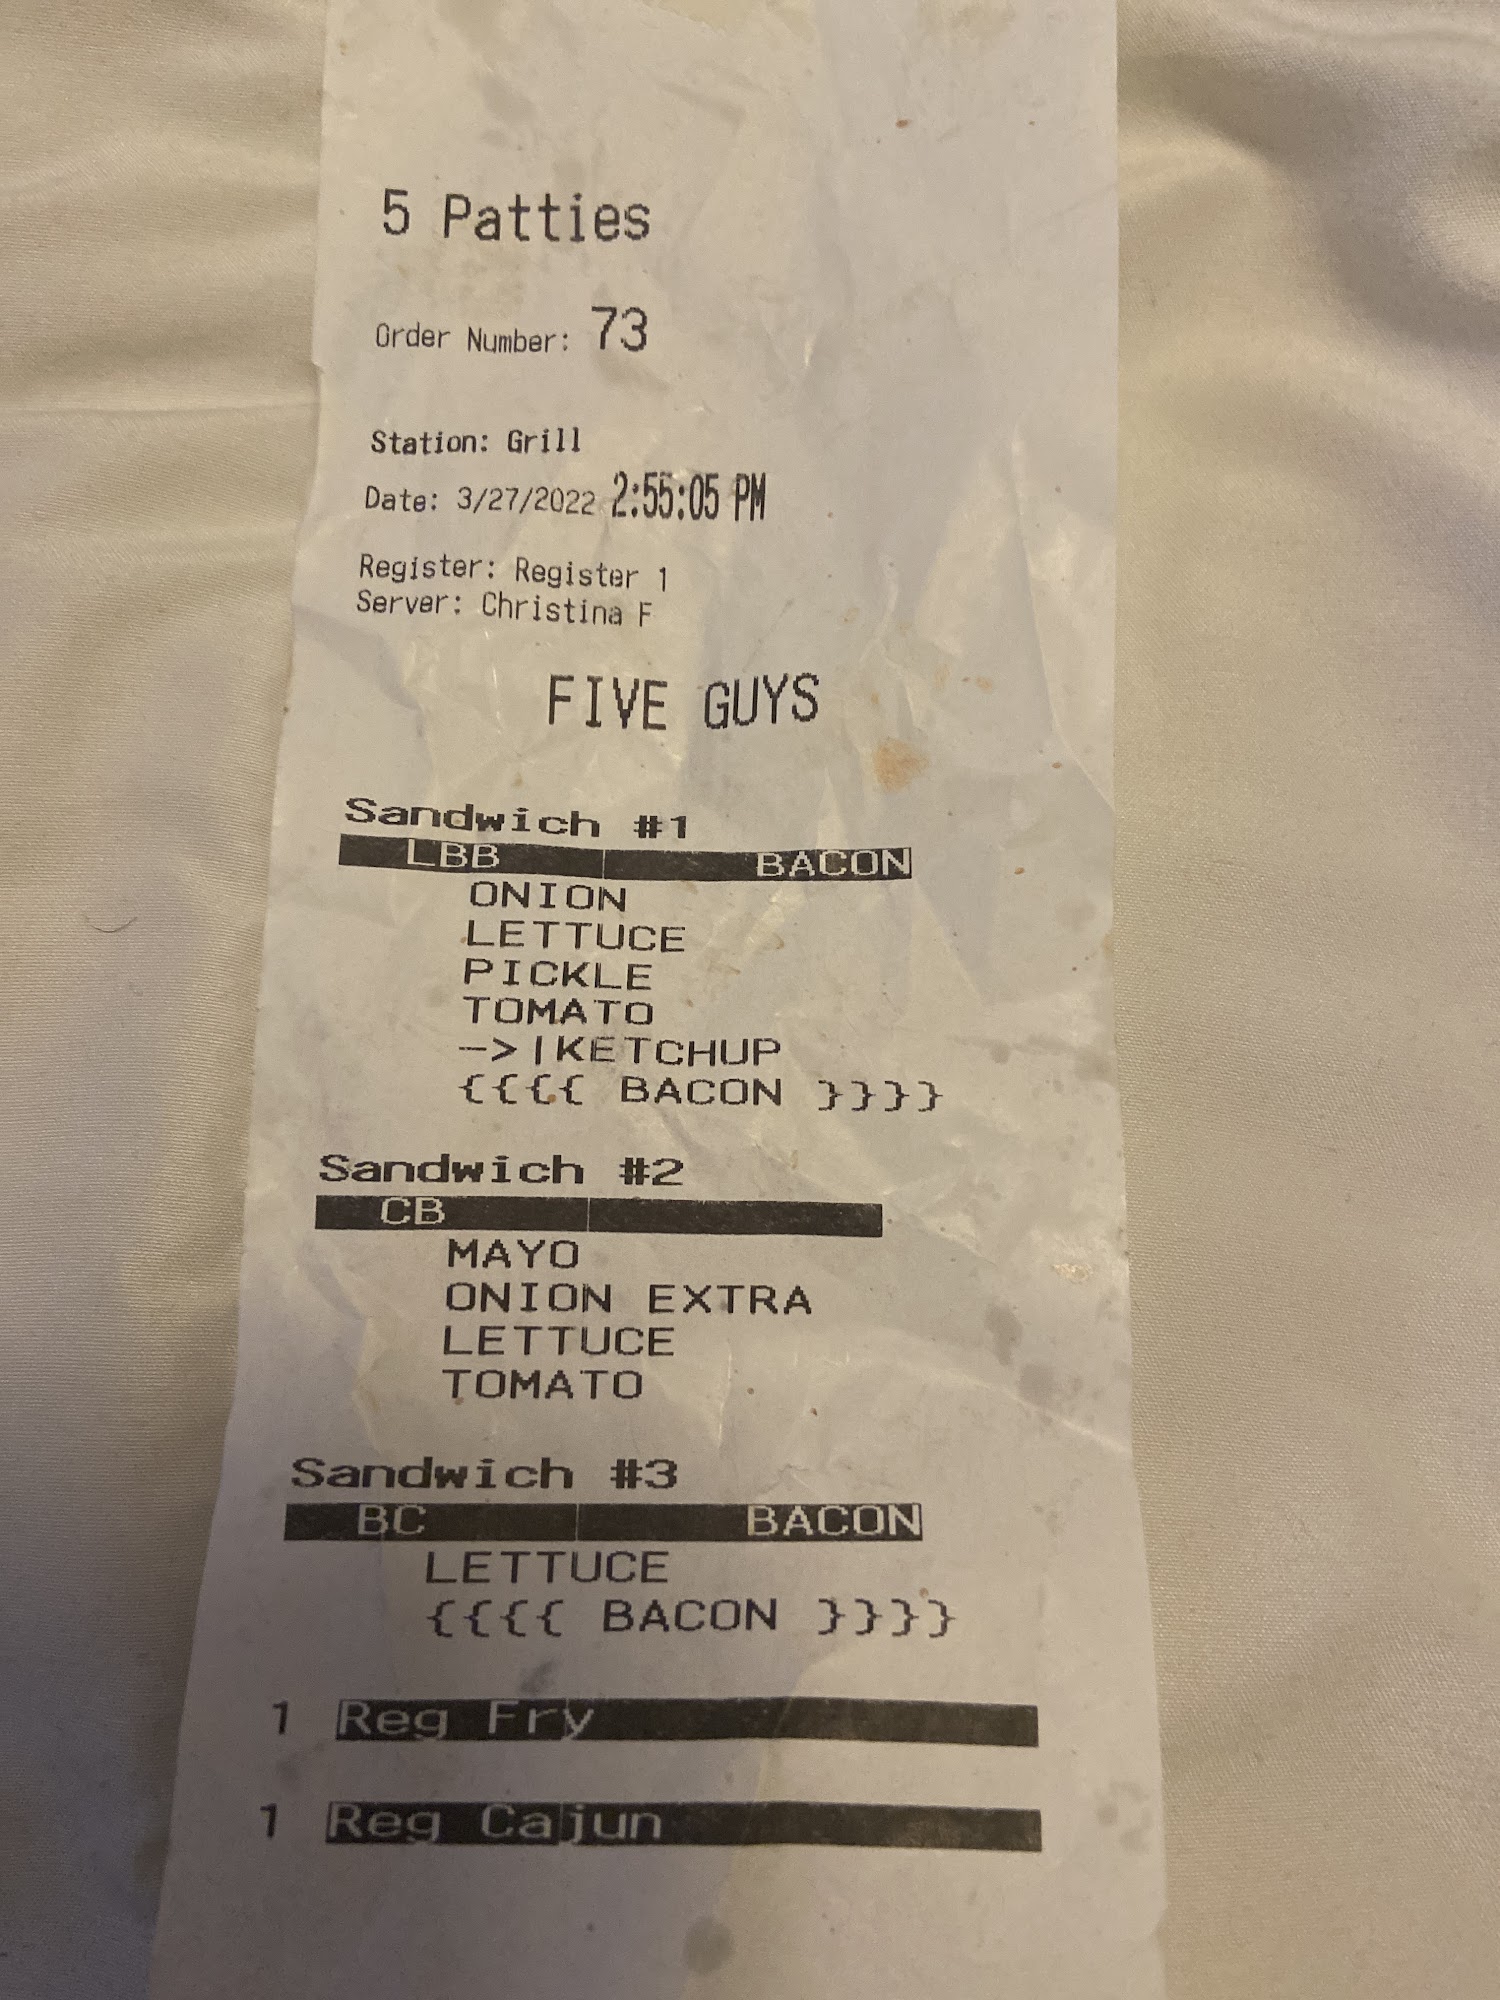 5 Patties
Order Number: 73
Station: Grill
Date: 3/27/2022 2:55:05 PM
Register: Register 1
Server: Christina F
FIVE GUYS
Sandwich #1
LBB BACON
ONION
LETTUCE
PICKLE
TOMATO
->|KETCHUP
{{{{ BACON }}}}
Sandwich #2
CB
MAYO
ONION EXTRA
LETTUCE
TOMATO
Sandwich #3
BC BACON
LETTUCE
{{{{ BACON }}}}
1 Reg Fry
1 Reg Cajun